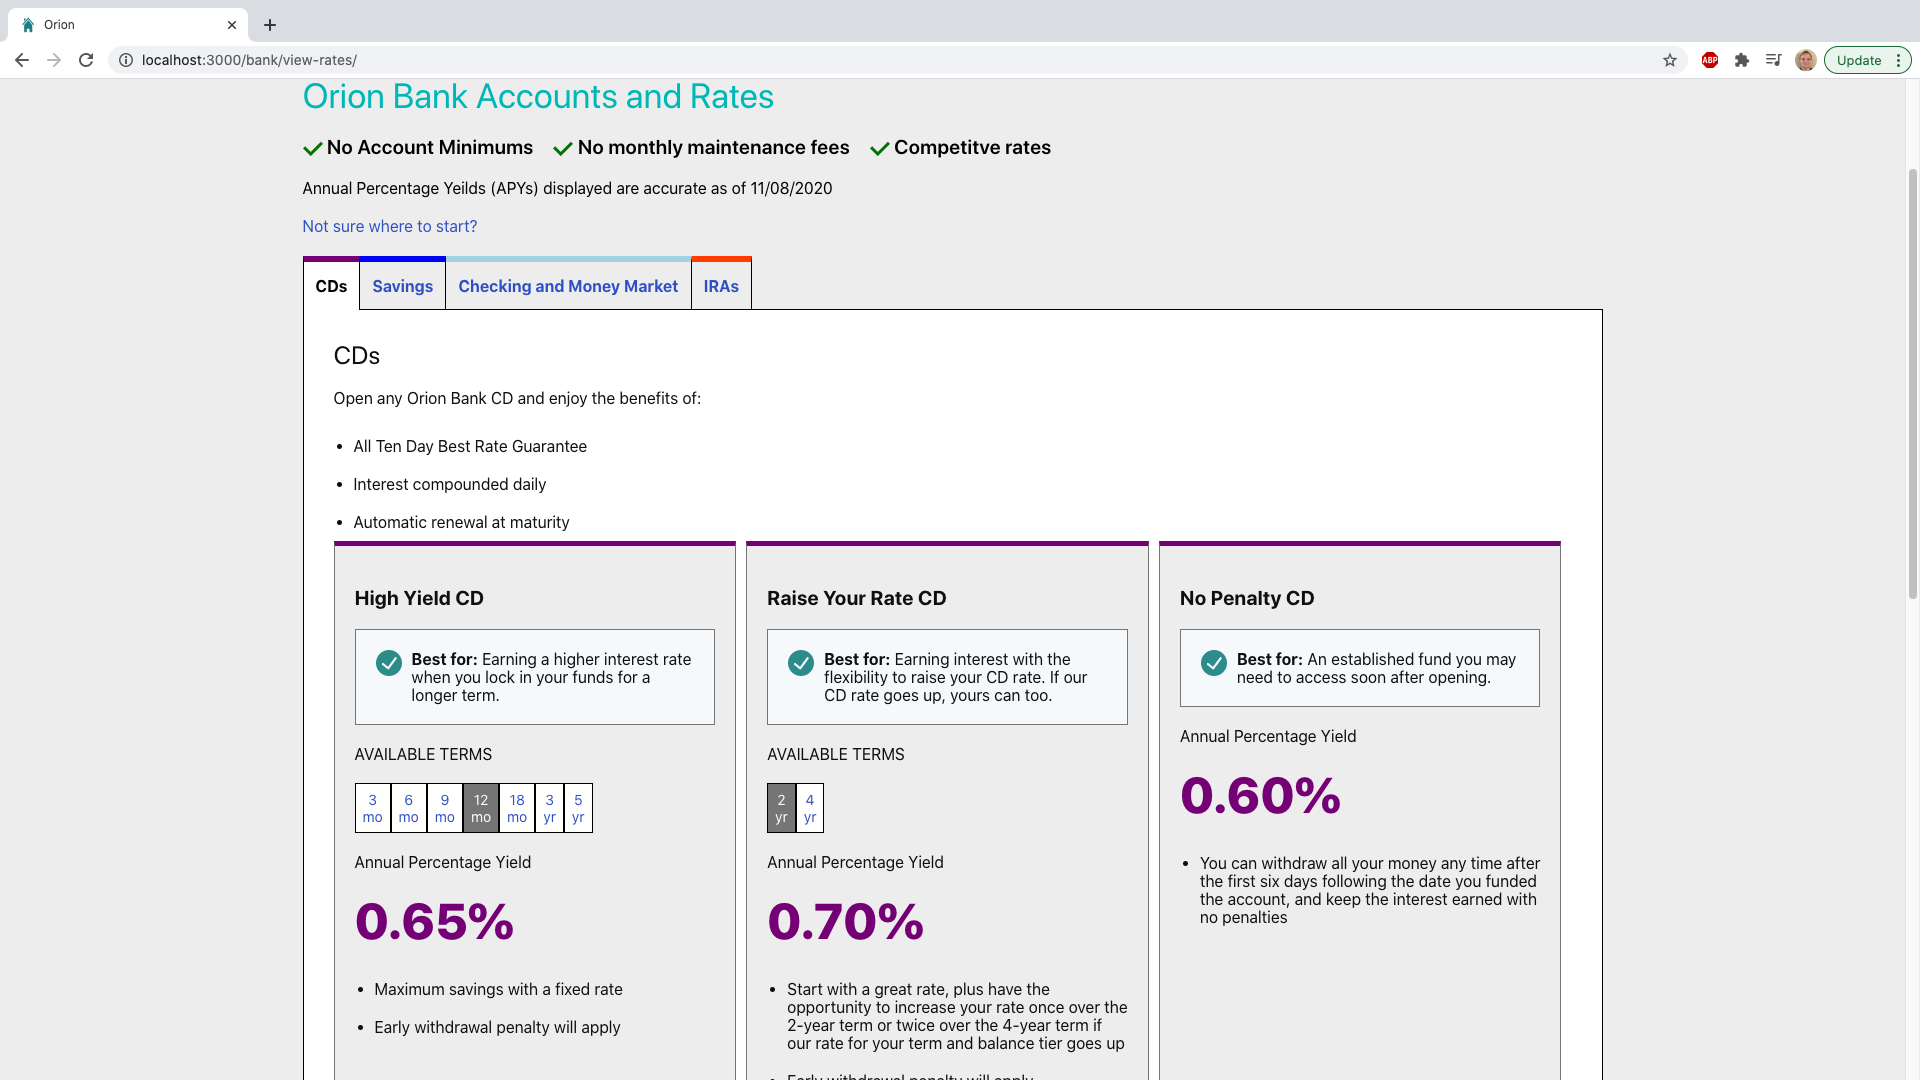 Orion
localhost:3000/bank/view-rates/
ABP
Update
Orion Bank Accounts and Rates
No Account Minimums No monthly maintenance fees Competitve rates
Annual Percentage Yeilds (APYs) displayed are accurate as of 11/08/2020
Not sure where to start?
CDs Savings Checking and Money Market IRAs
CDs
Open any Orion Bank CD and enjoy the benefits of:
All Ten Day Best Rate Guarantee
Interest compounded daily
Automatic renewal at maturity
High Yield CD
Best for: Earning a higher interest rate
when you lock in your funds for a
longer term.
AVAILABLE TERMS
3 6 9 12 18 3 5
mo mo mo mo mo yr yr
Annual Percentage Yield
0.65%
Maximum savings with a fixed rate
Early withdrawal penalty will apply
Raise Your Rate CD
Best for: Earning interest with the
flexibility to raise your CD rate. If our
CD rate goes up, yours can too.
AVAILABLE TERMS
2 4
yr yr
Annual Percentage Yield
0.70%
Start with a great rate, plus have the
opportunity to increase your rate once over the
2-year term or twice over the 4-year term if
our rate for your term and balance tier goes up
Early withdrawal penalty will apply
No Penalty CD
Best for: An established fund you may
need to access soon after opening.
Annual Percentage Yield
0.60%
You can withdraw all your money any time after
the first six days following the date you funded
the account, and keep the interest earned with
no penalties